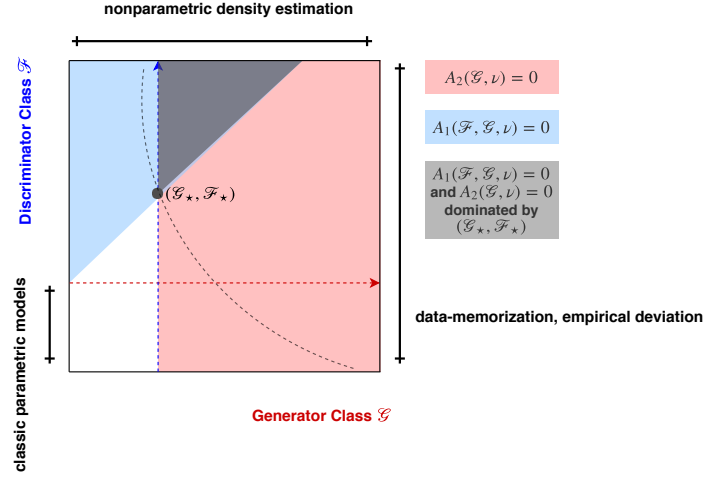 nonparametric density estimation
Discriminator Class ℱ
A₂(𝒢, ν) = 0
A₁(ℱ, 𝒢, ν) = 0
A₁(ℱ, 𝒢, ν) = 0
and A₂(𝒢, ν) = 0
dominated by
(𝒢⋆, ℱ⋆)
(𝒢⋆, ℱ⋆)
classic parametric models
data-memorization, empirical deviation
Generator Class 𝒢